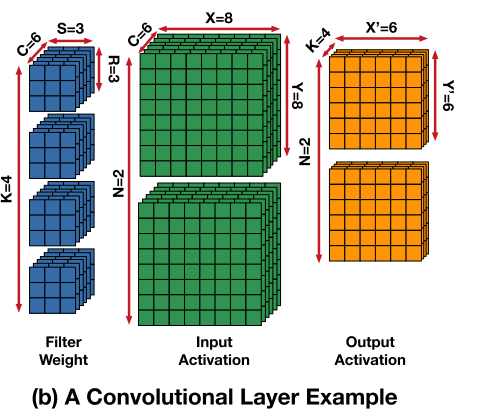 C=6
S=3
R=3
K=4
Filter
Weight
C=6
X=8
Y=8
N=2
Input
Activation
K=4
X'=6
Y'=6
N=2
Output
Activation
(b) A Convolutional Layer Example